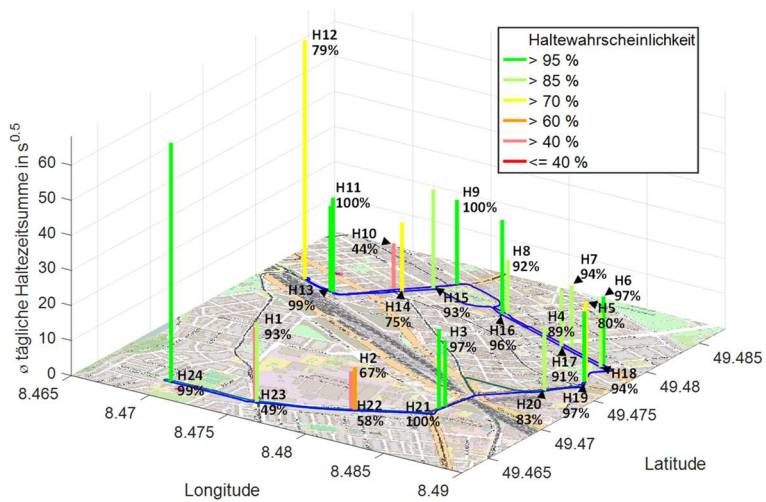 Haltewahrscheinlichkeit
> 95 %
> 85 %
> 70 %
> 60 %
> 40 %
<= 40 %
ø tägliche Haltezeitsumme in s^0.5
60
50
40
30
20
10
0
H12
79%
H11
100%
H9
100%
H10
44%
H8
92%
H7
94%
H6
97%
H5
80%
H4
89%
H13
99%
H14
75%
H15
93%
H16
96%
H17
91%
H18
94%
H1
93%
H3
97%
H2
67%
H24
99%
H23
49%
H22
58%
H21
100%
H20
83%
H19
97%
8.465
8.47
8.475
8.48
8.485
8.49
Longitude
49.465
49.47
49.475
49.48
49.485
Latitude